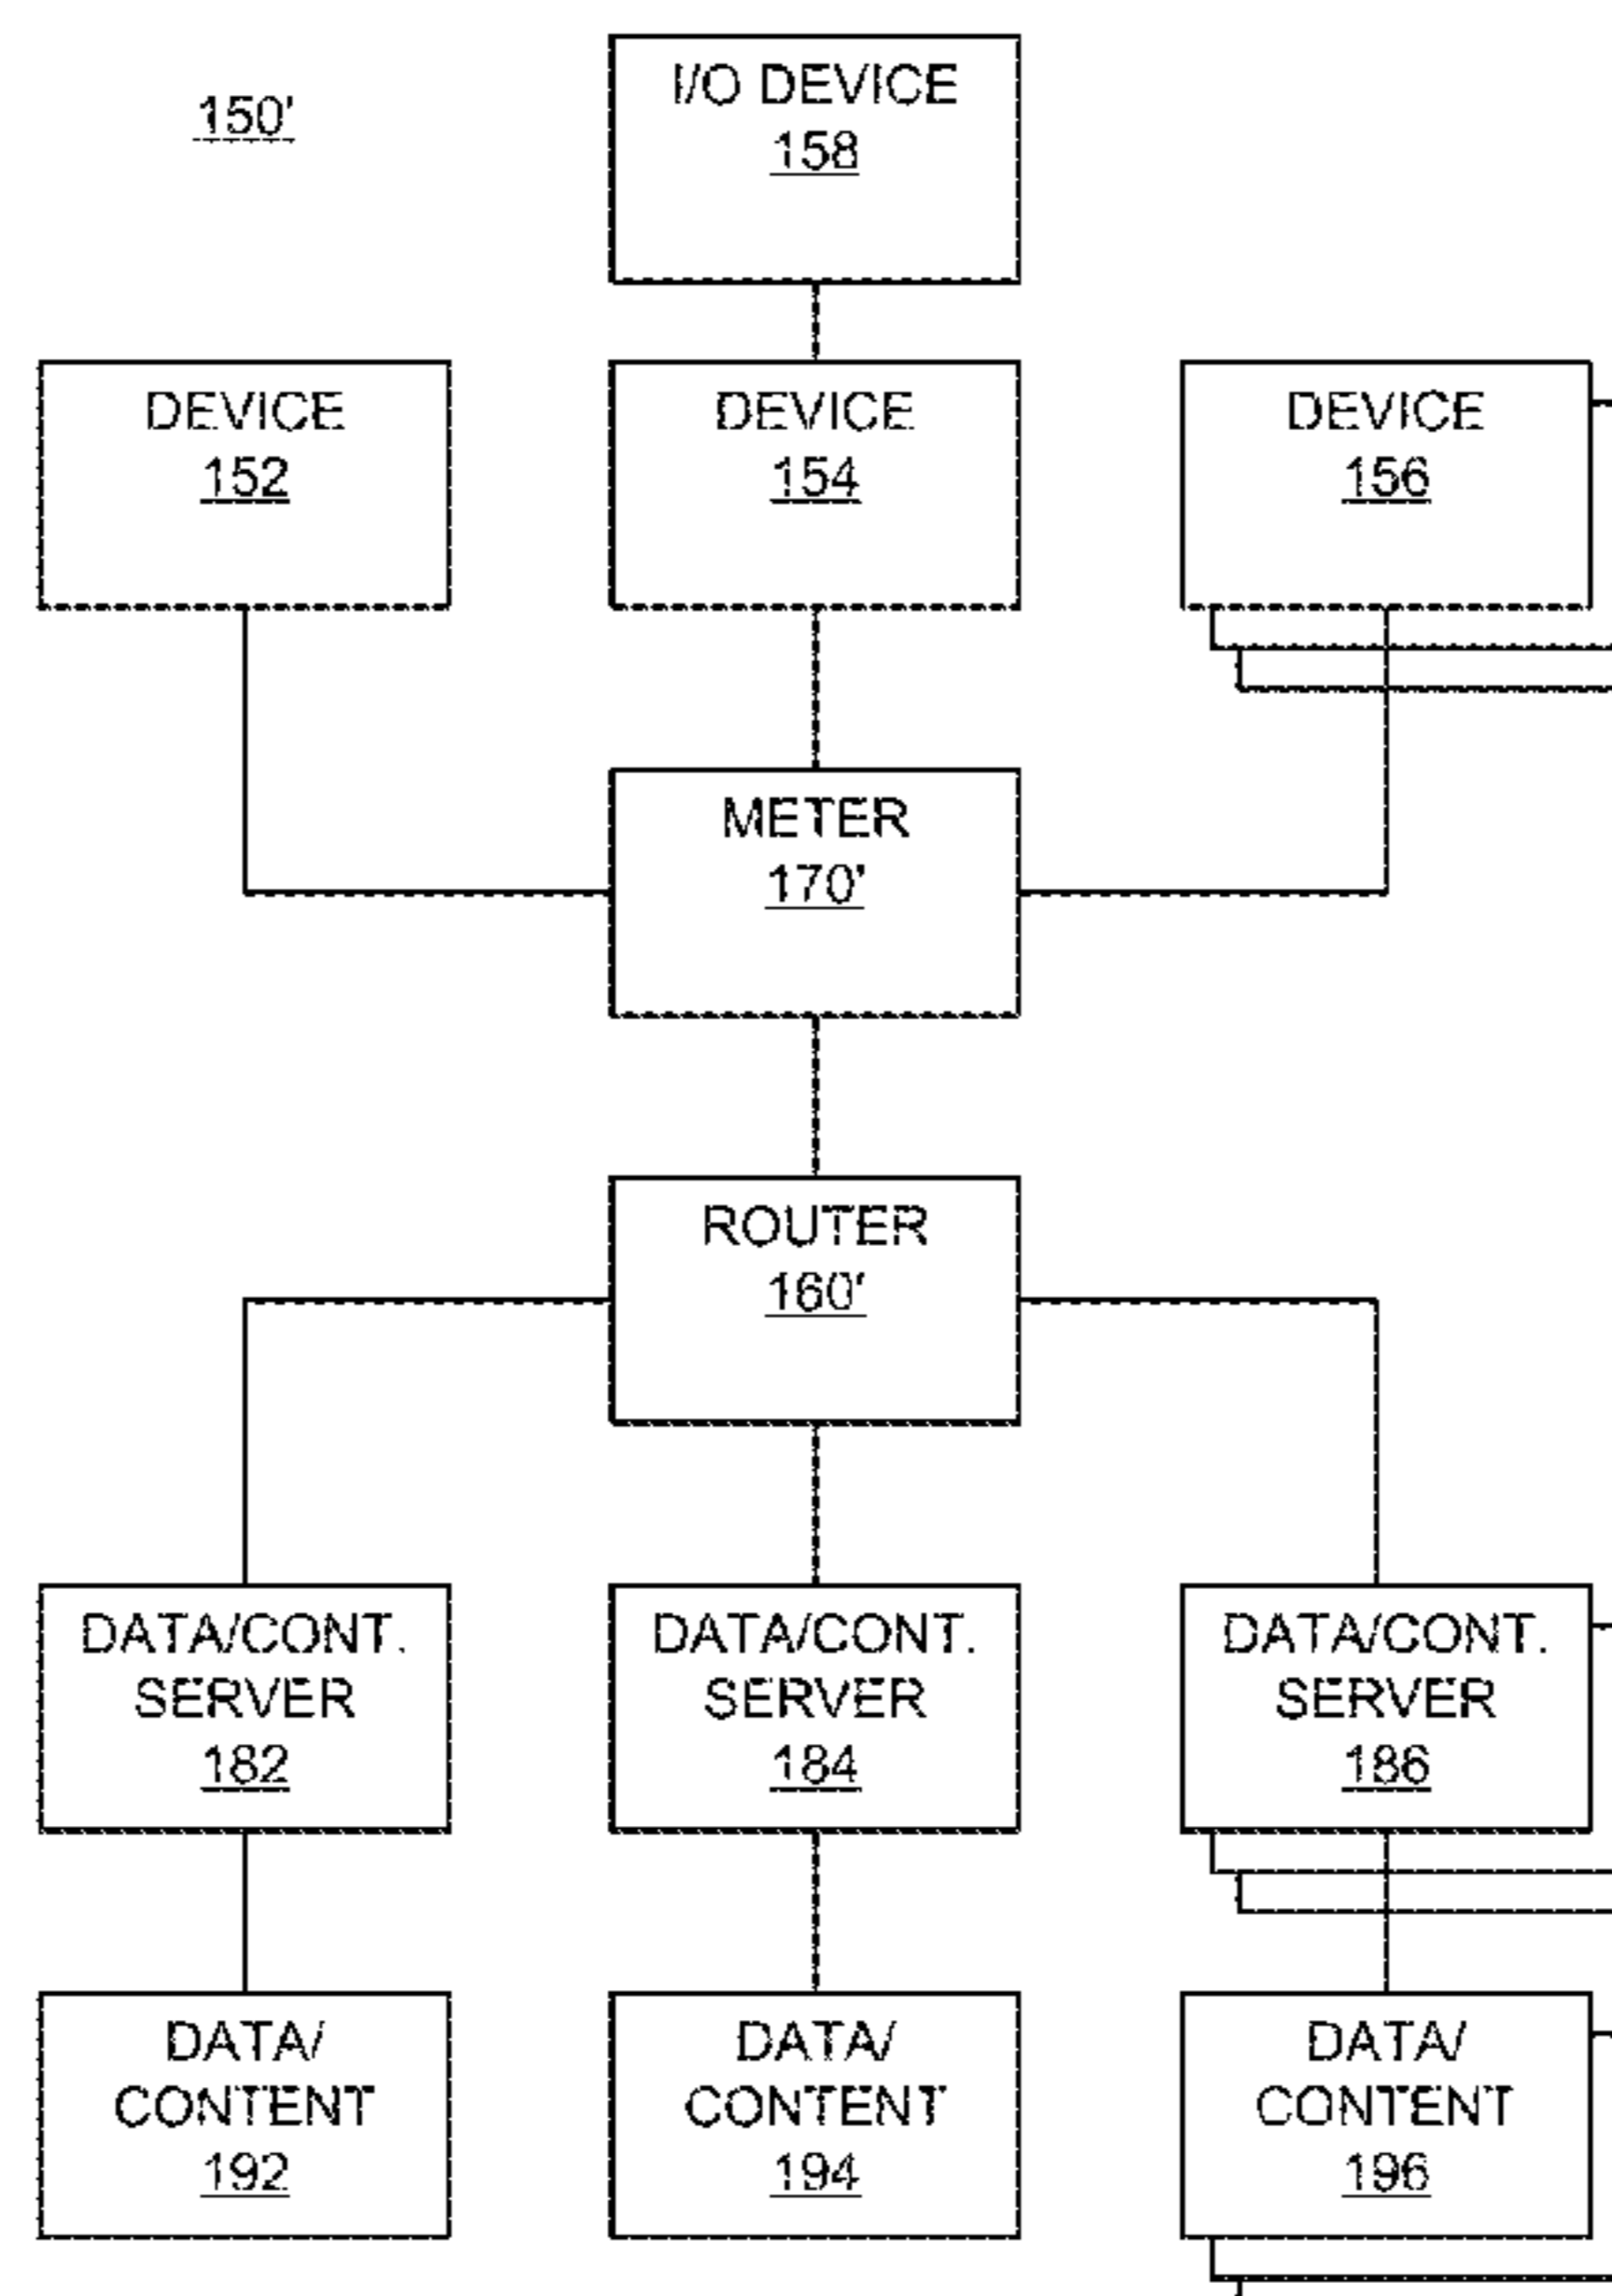 150'
I/O DEVICE
158
DEVICE
152
DEVICE
154
DEVICE
156
METER
170'
ROUTER
160'
DATA/CONT.
SERVER
182
DATA/CONT.
SERVER
184
DATA/CONT.
SERVER
186
DATA/
CONTENT
192
DATA/
CONTENT
194
DATA/
CONTENT
196